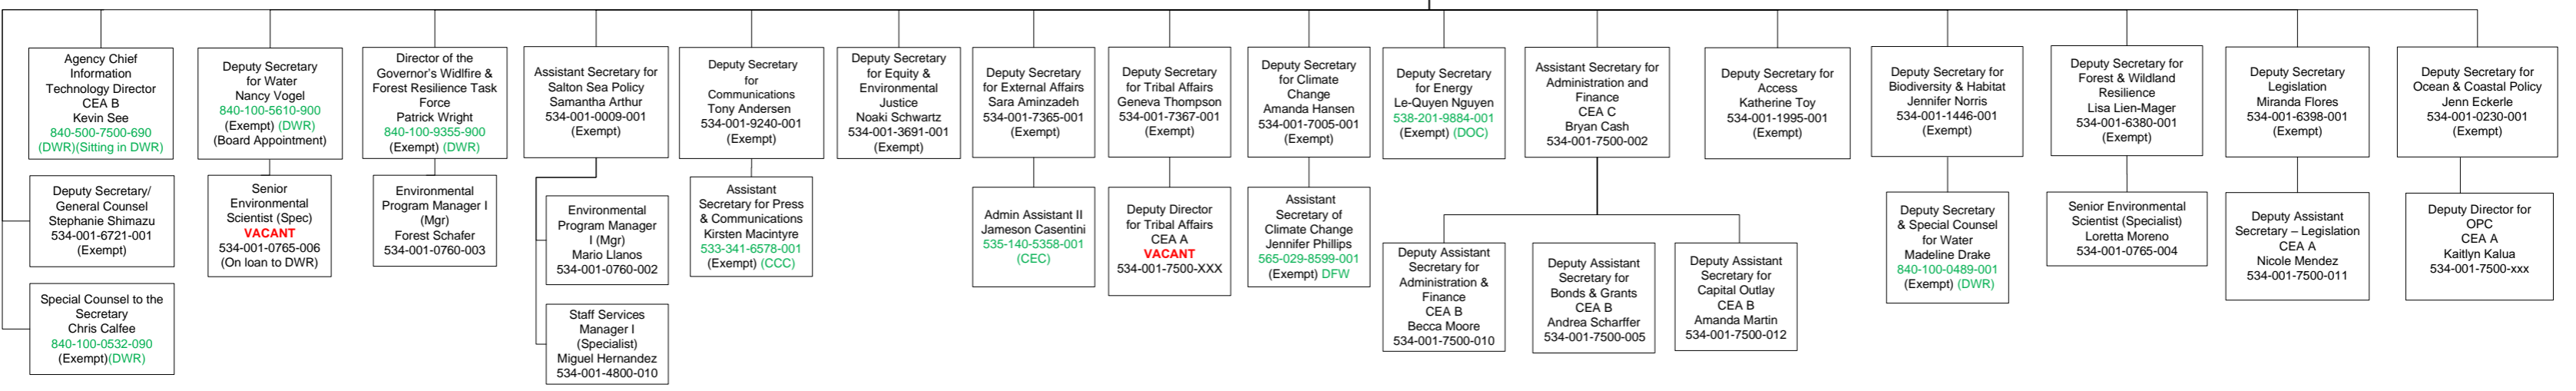 Agency Chief
Information
Technology Director
CEA B
Kevin See
840-500-7500-690
(DWR)(Sitting in DWR)
Deputy Secretary/
General Counsel
Stephanie Shimazu
534-001-6721-001
(Exempt)
Special Counsel to the
Secretary
Chris Calfee
840-100-0532-090
(Exempt)(DWR)
Deputy Secretary
for Water
Nancy Vogel
840-100-5610-900
(Exempt) (DWR)
(Board Appointment)
Senior
Environmental
Scientist (Spec)
VACANT
534-001-0765-006
(On loan to DWR)
Director of the
Governor's Widlfire &
Forest Resilience Task
Force
Patrick Wright
840-100-9355-900
(Exempt) (DWR)
Environmental
Program Manager I
(Mgr)
Forest Schafer
534-001-0760-003
Assistant Secretary for
Salton Sea Policy
Samantha Arthur
534-001-0009-001
(Exempt)
Environmental
Program Manager
I (Mgr)
Mario Llanos
534-001-0760-002
Staff Services
Manager I
(Specialist)
Miguel Hernandez
534-001-4800-010
Deputy Secretary
for
Communications
Tony Andersen
534-001-9240-001
(Exempt)
Assistant
Secretary for Press
& Communications
Kirsten Macintyre
533-341-6578-001
(Exempt) (CCC)
Deputy Secretary
for Equity &
Environmental
Justice
Noaki Schwartz
534-001-3691-001
(Exempt)
Deputy Secretary
for External Affairs
Sara Aminzadeh
534-001-7365-001
(Exempt)
Admin Assistant II
Jameson Casentini
535-140-5358-001
(CEC)
Deputy Secretary
for Tribal Affairs
Geneva Thompson
534-001-7367-001
(Exempt)
Deputy Director
for Tribal Affairs
CEA A
VACANT
534-001-7500-XXX
Deputy Secretary
for Climate
Change
Amanda Hansen
534-001-7005-001
(Exempt)
Assistant
Secretary of
Climate Change
Jennifer Phillips
565-029-8599-001
(Exempt) DFW
Deputy Secretary
for Energy
Le-Quyen Nguyen
538-201-9884-001
(Exempt) (DOC)
Assistant Secretary for
Administration and
Finance
CEA C
Bryan Cash
534-001-7500-002
Deputy Assistant
Secretary for
Administration &
Finance
CEA B
Becca Moore
534-001-7500-010
Deputy Assistant
Secretary for
Bonds & Grants
CEA B
Andrea Scharffer
534-001-7500-005
Deputy Assistant
Secretary for
Capital Outlay
CEA B
Amanda Martin
534-001-7500-012
Deputy Secretary for
Access
Katherine Toy
534-001-1995-001
(Exempt)
Deputy Secretary for
Biodiversity & Habitat
Jennifer Norris
534-001-1446-001
(Exempt)
Deputy Secretary
& Special Counsel
for Water
Madeline Drake
840-100-0489-001
(Exempt) (DWR)
Deputy Secretary for
Forest & Wildland
Resilience
Lisa Lien-Mager
534-001-6380-001
(Exempt)
Senior Environmental
Scientist (Specialist)
Loretta Moreno
534-001-0765-004
Deputy Secretary
Legislation
Miranda Flores
534-001-6398-001
(Exempt)
Deputy Assistant
Secretary – Legislation
CEA A
Nicole Mendez
534-001-7500-011
Deputy Secretary for
Ocean & Coastal Policy
Jenn Eckerle
534-001-0230-001
(Exempt)
Deputy Director for
OPC
CEA A
Kaitlyn Kalua
534-001-7500-xxx